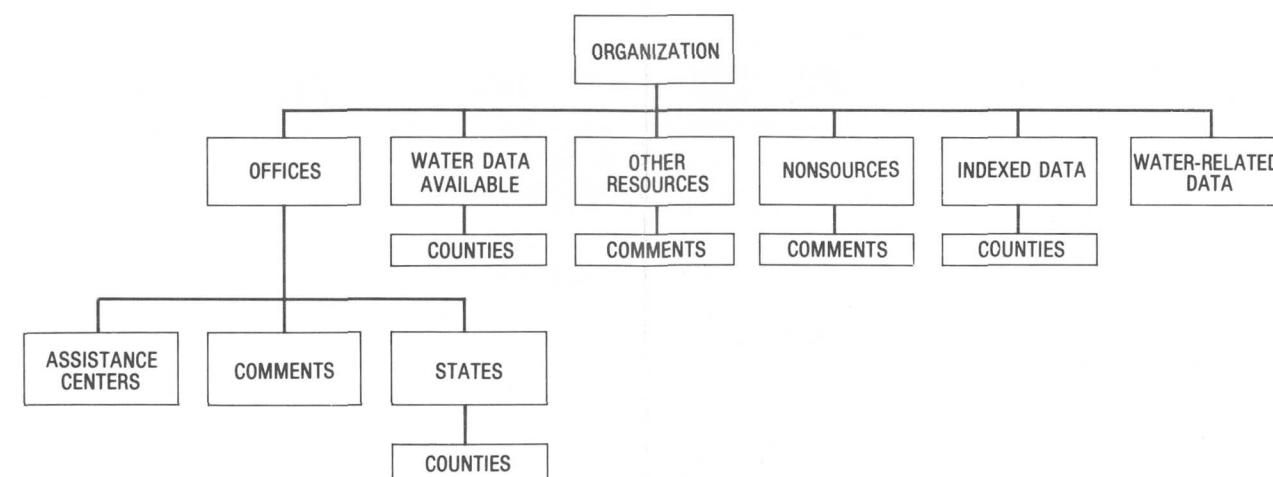 ORGANIZATION
OFFICES
WATER DATA
AVAILABLE
OTHER
RESOURCES
NONSOURCES
INDEXED DATA
WATER-RELATED
DATA
COUNTIES
COMMENTS
COMMENTS
COUNTIES
ASSISTANCE
CENTERS
COMMENTS
STATES
COUNTIES